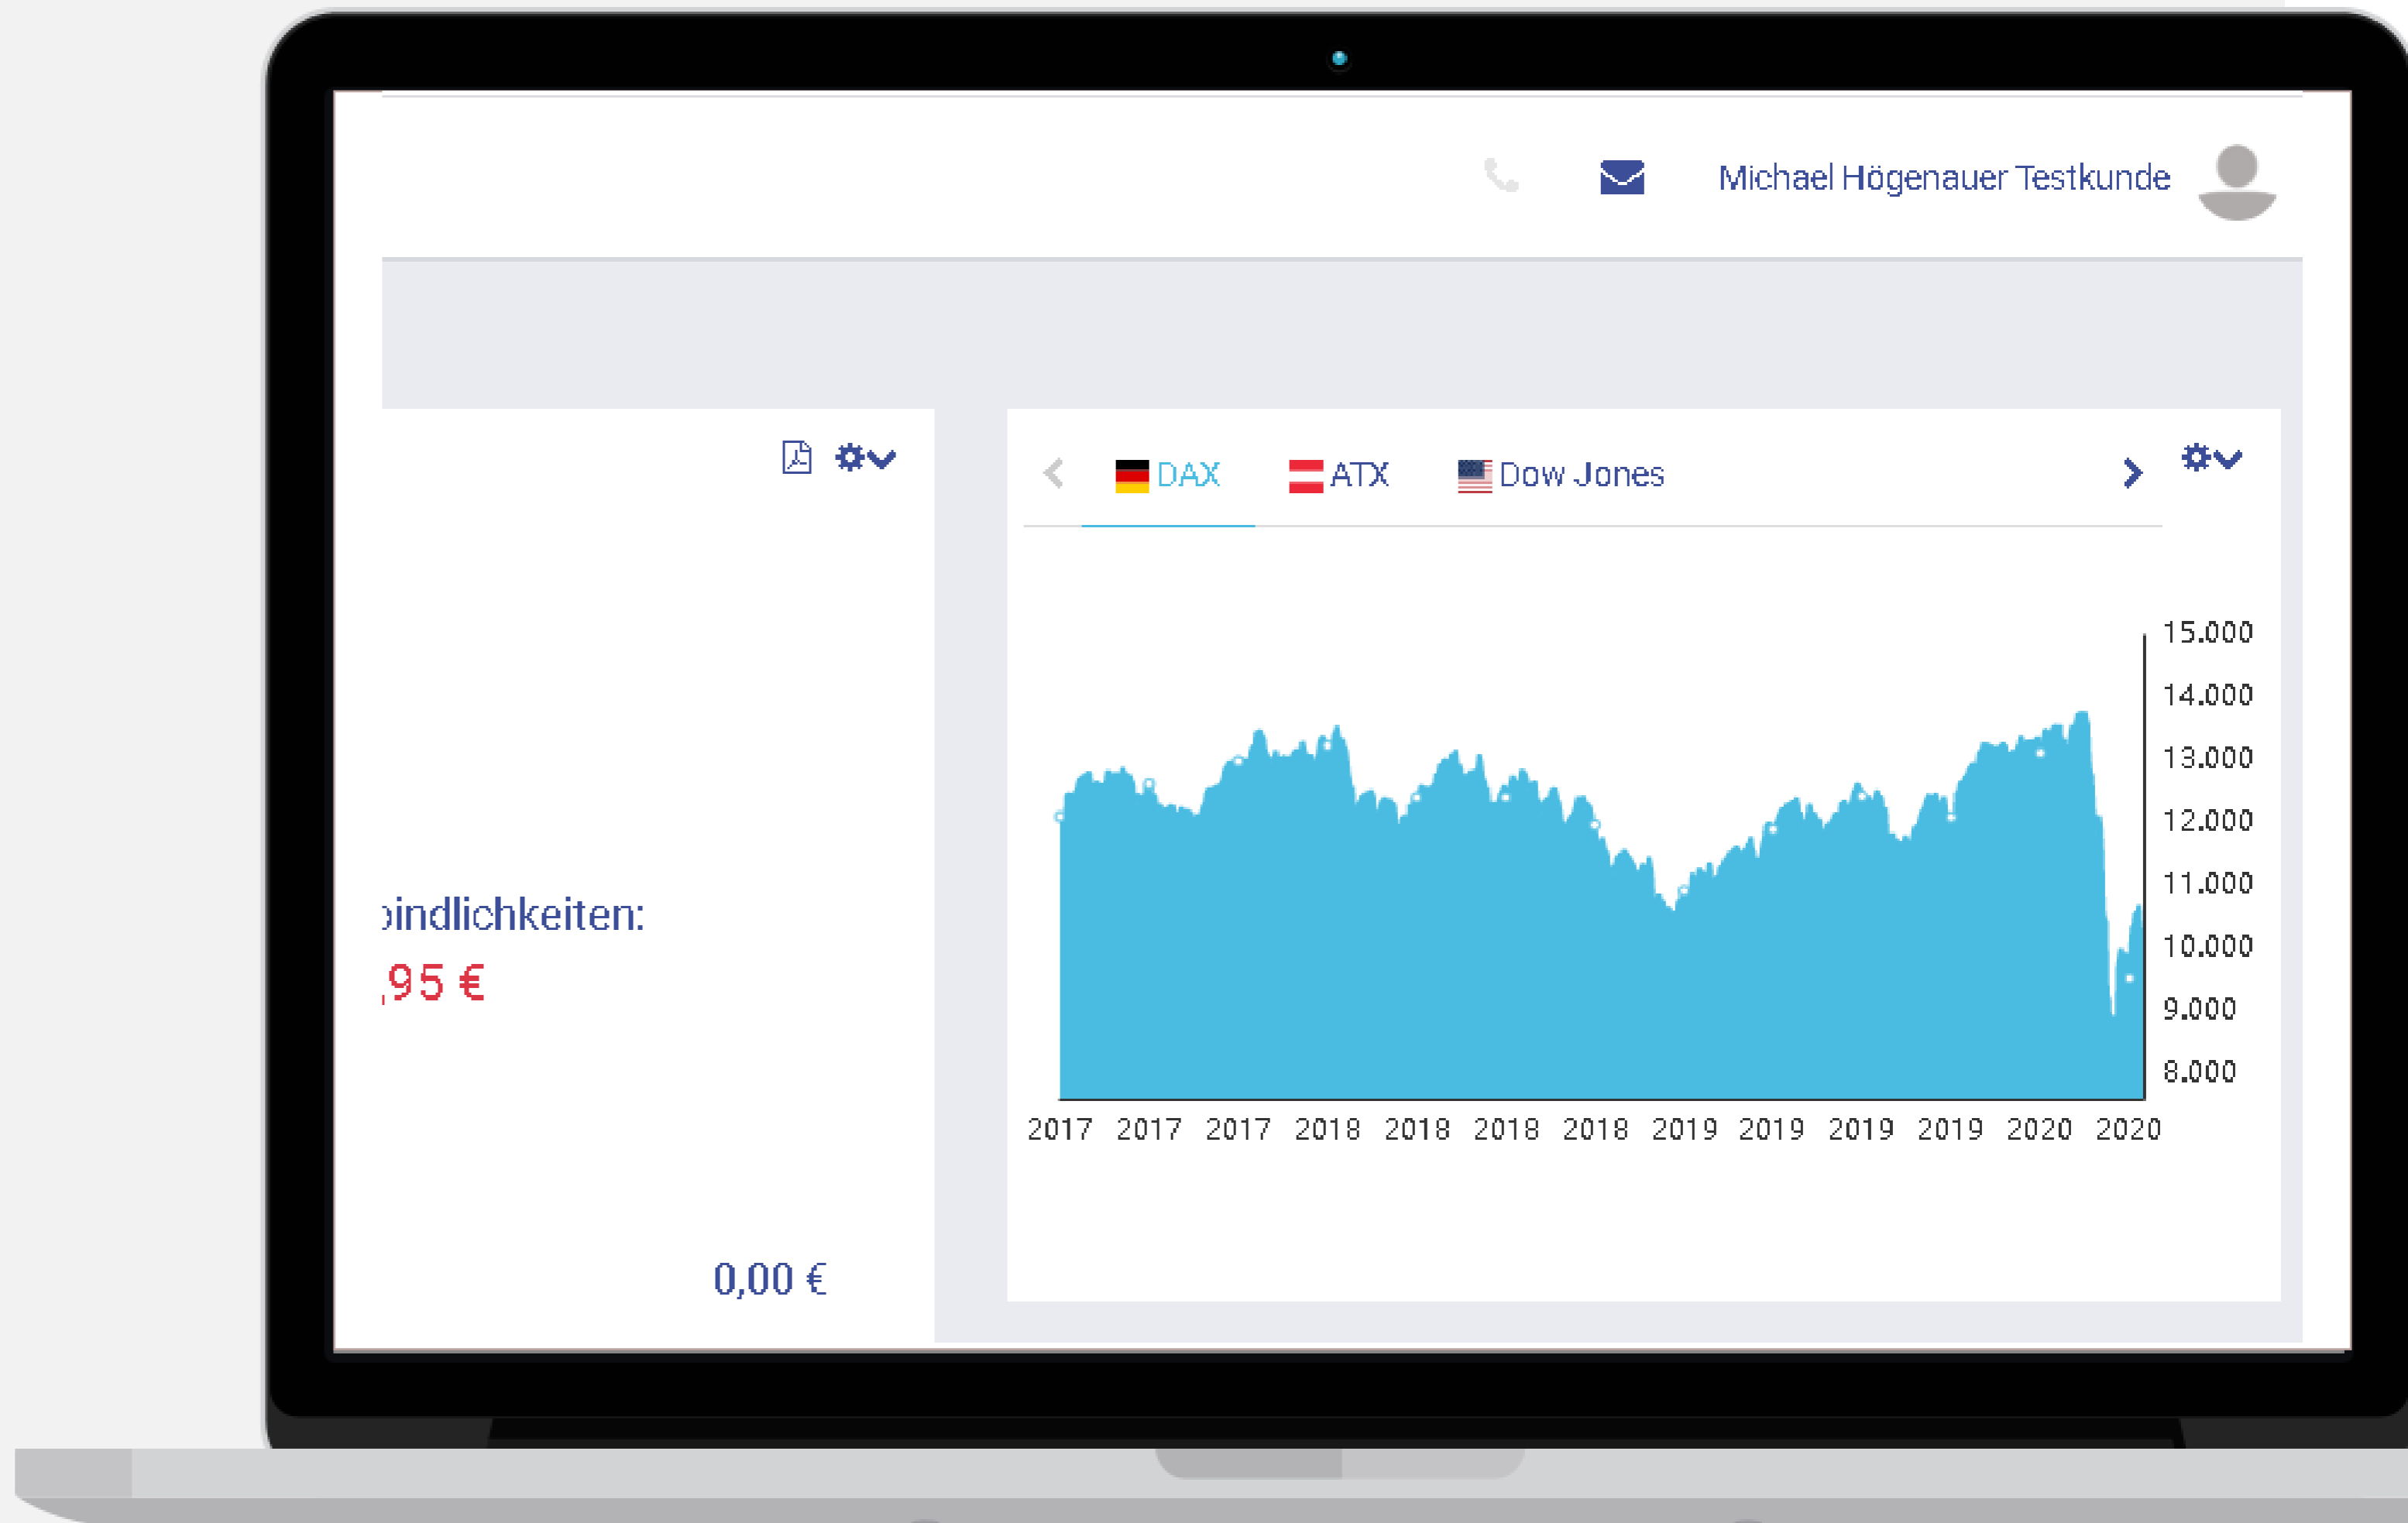 Michael Högenauer Testkunde
DAX ATX Dow Jones
15.000
14.000
13.000
12.000
11.000
10.000
9.000
8.000
2017 2017 2017 2018 2018 2018 2018 2019 2019 2019 2019 2020 2020
indlichkeiten:
,95 €
0,00 €